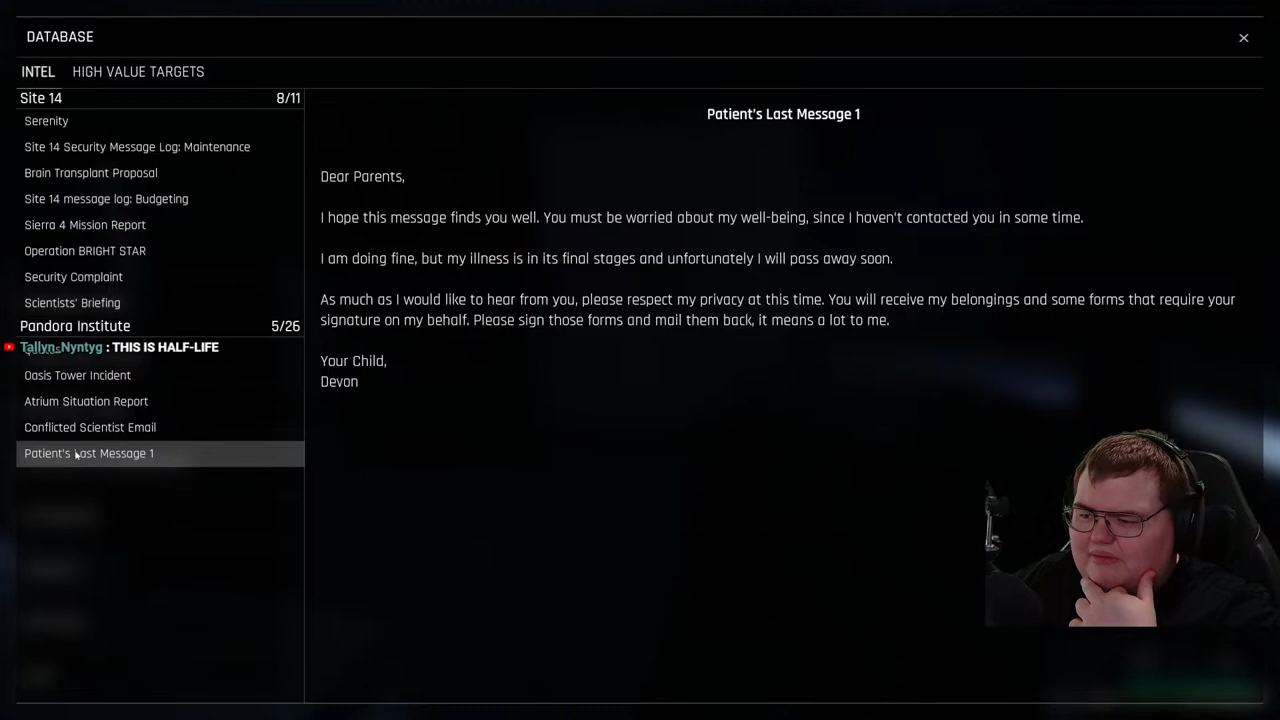 DATABASE
INTEL HIGH VALUE TARGETS
Site 14 8/11
Serenity
Site 14 Security Message Log: Maintenance
Brain Transplant Proposal
Site 14 message log: Budgeting
Sierra 4 Mission Report
Operation BRIGHT STAR
Security Complaint
Scientists' Briefing
Pandora Institute 5/26
Tallyn_Nyntyg : THIS IS HALF-LIFE
Oasis Tower Incident
Atrium Situation Report
Conflicted Scientist Email
Patient's Last Message 1
Patient's Last Message 1
Dear Parents,
I hope this message finds you well. You must be worried about my well-being, since I haven't contacted you in some time.
I am doing fine, but my illness is in its final stages and unfortunately I will pass away soon.
As much as I would like to hear from you, please respect my privacy at this time. You will receive my belongings and some forms that require your
signature on my behalf. Please sign those forms and mail them back, it means a lot to me.
Your Child,
Devon